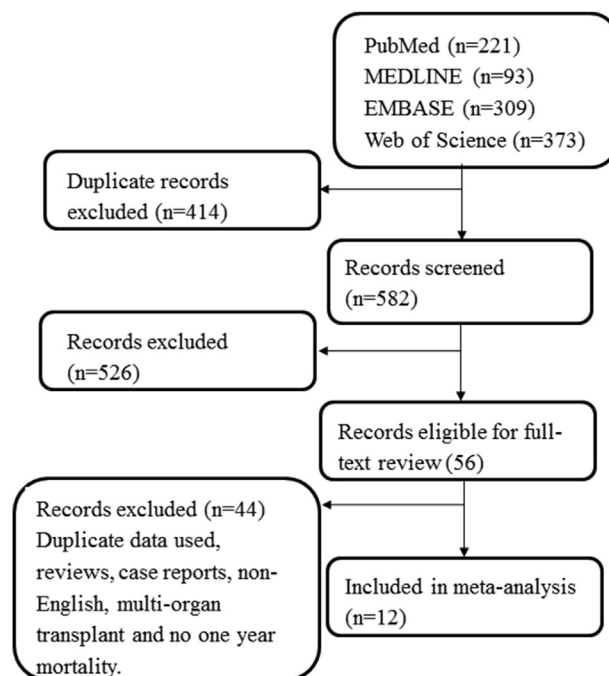 PubMed (n=221)
MEDLINE (n=93)
EMBASE (n=309)
Web of Science (n=373)
Duplicate records
excluded (n=414)
Records screened
(n=582)
Records excluded
(n=526)
Records eligible for full-
text review (56)
Records excluded (n=44)
Duplicate data used,
reviews, case reports, non-
English, multi-organ
transplant and no one year
mortality.
Included in meta-analysis
(n=12)